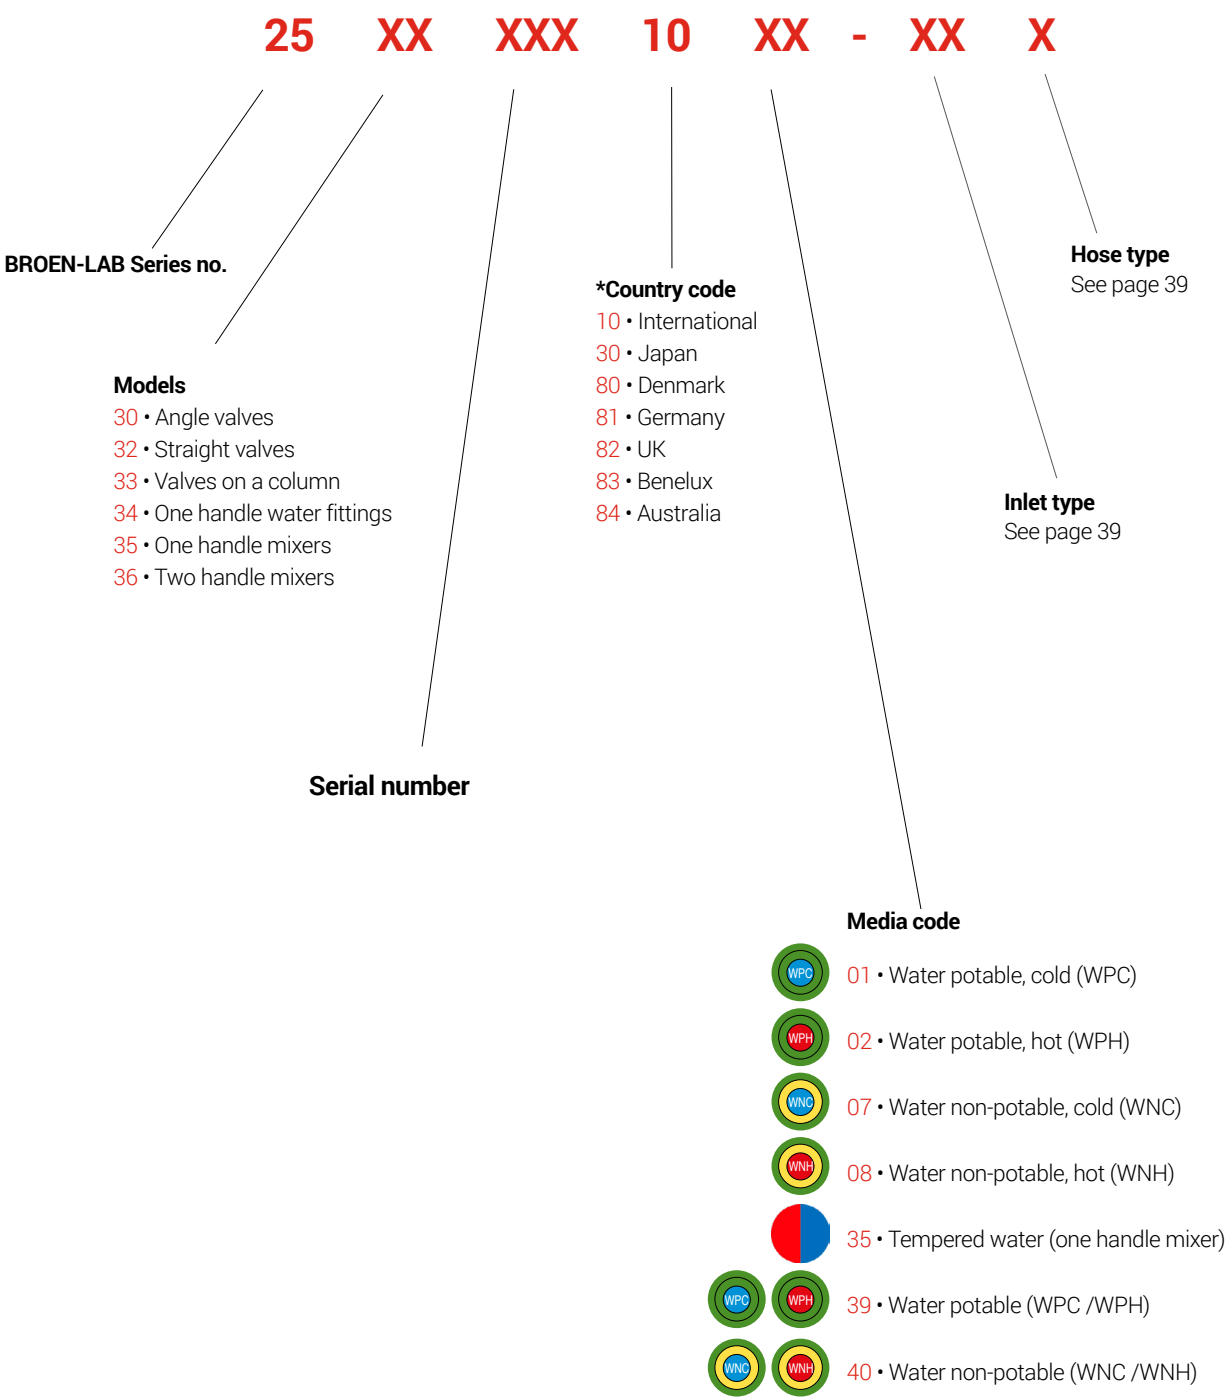 25 XX XXX 10 XX - XX X
BROEN-LAB Series no.
Hose type
See page 39
*Country code
10 • International
30 • Japan
80 • Denmark
81 • Germany
82 • UK
83 • Benelux
84 • Australia
Models
30 • Angle valves
32 • Straight valves
33 • Valves on a column
34 • One handle water fittings
35 • One handle mixers
36 • Two handle mixers
Inlet type
See page 39
Serial number
Media code
WPC 01 • Water potable, cold (WPC)
WPH 02 • Water potable, hot (WPH)
WNC 07 • Water non-potable, cold (WNC)
WNH 08 • Water non-potable, hot (WNH)
35 • Tempered water (one handle mixer)
WPC WPH 39 • Water potable (WPC /WPH)
WNC WNH 40 • Water non-potable (WNC /WNH)